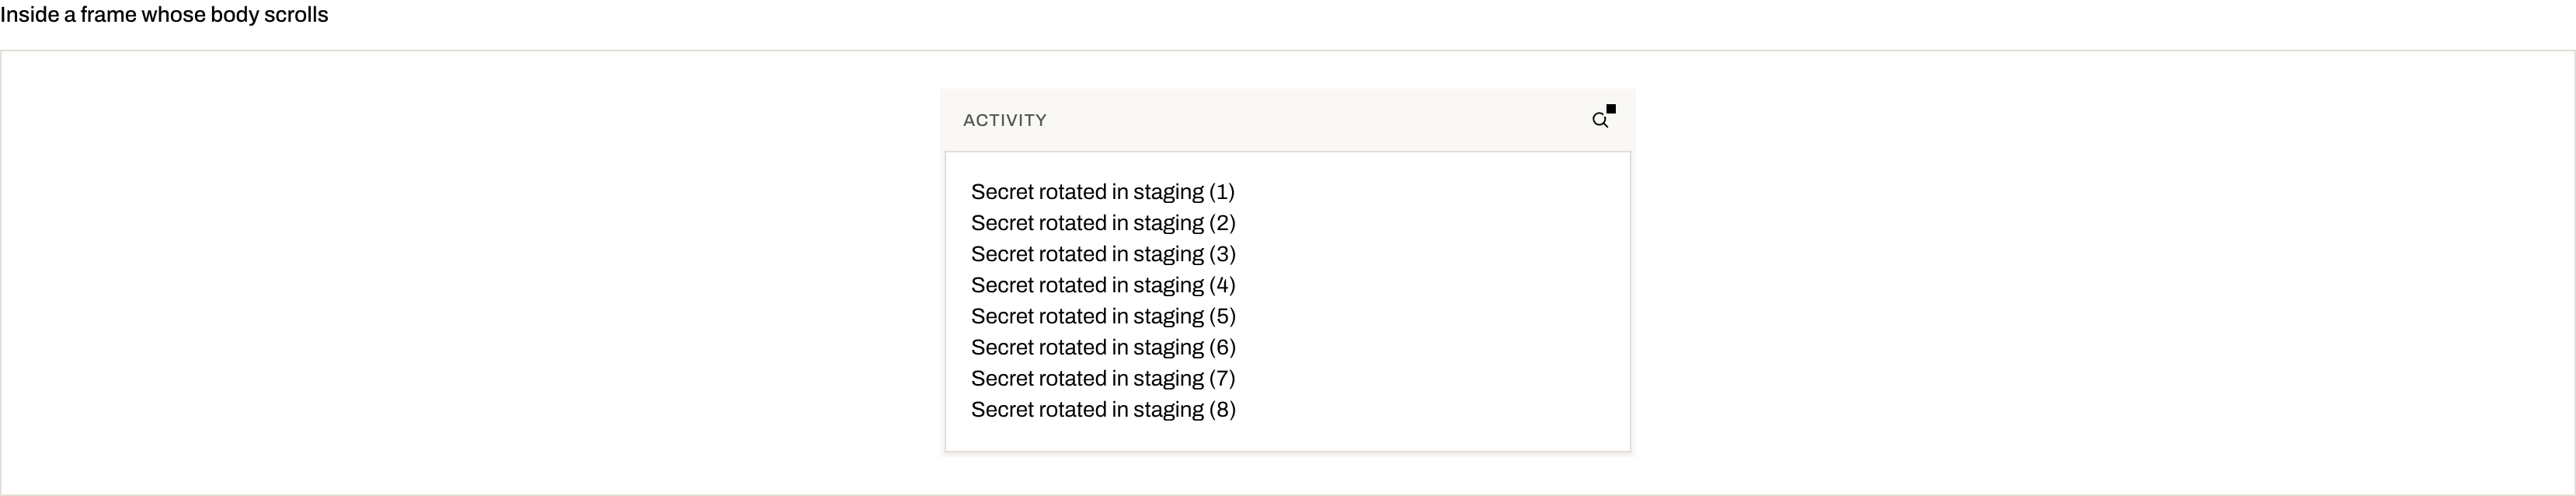 Inside a frame whose body scrolls
ACTIVITY
Secret rotated in staging (1)
Secret rotated in staging (2)
Secret rotated in staging (3)
Secret rotated in staging (4)
Secret rotated in staging (5)
Secret rotated in staging (6)
Secret rotated in staging (7)
Secret rotated in staging (8)